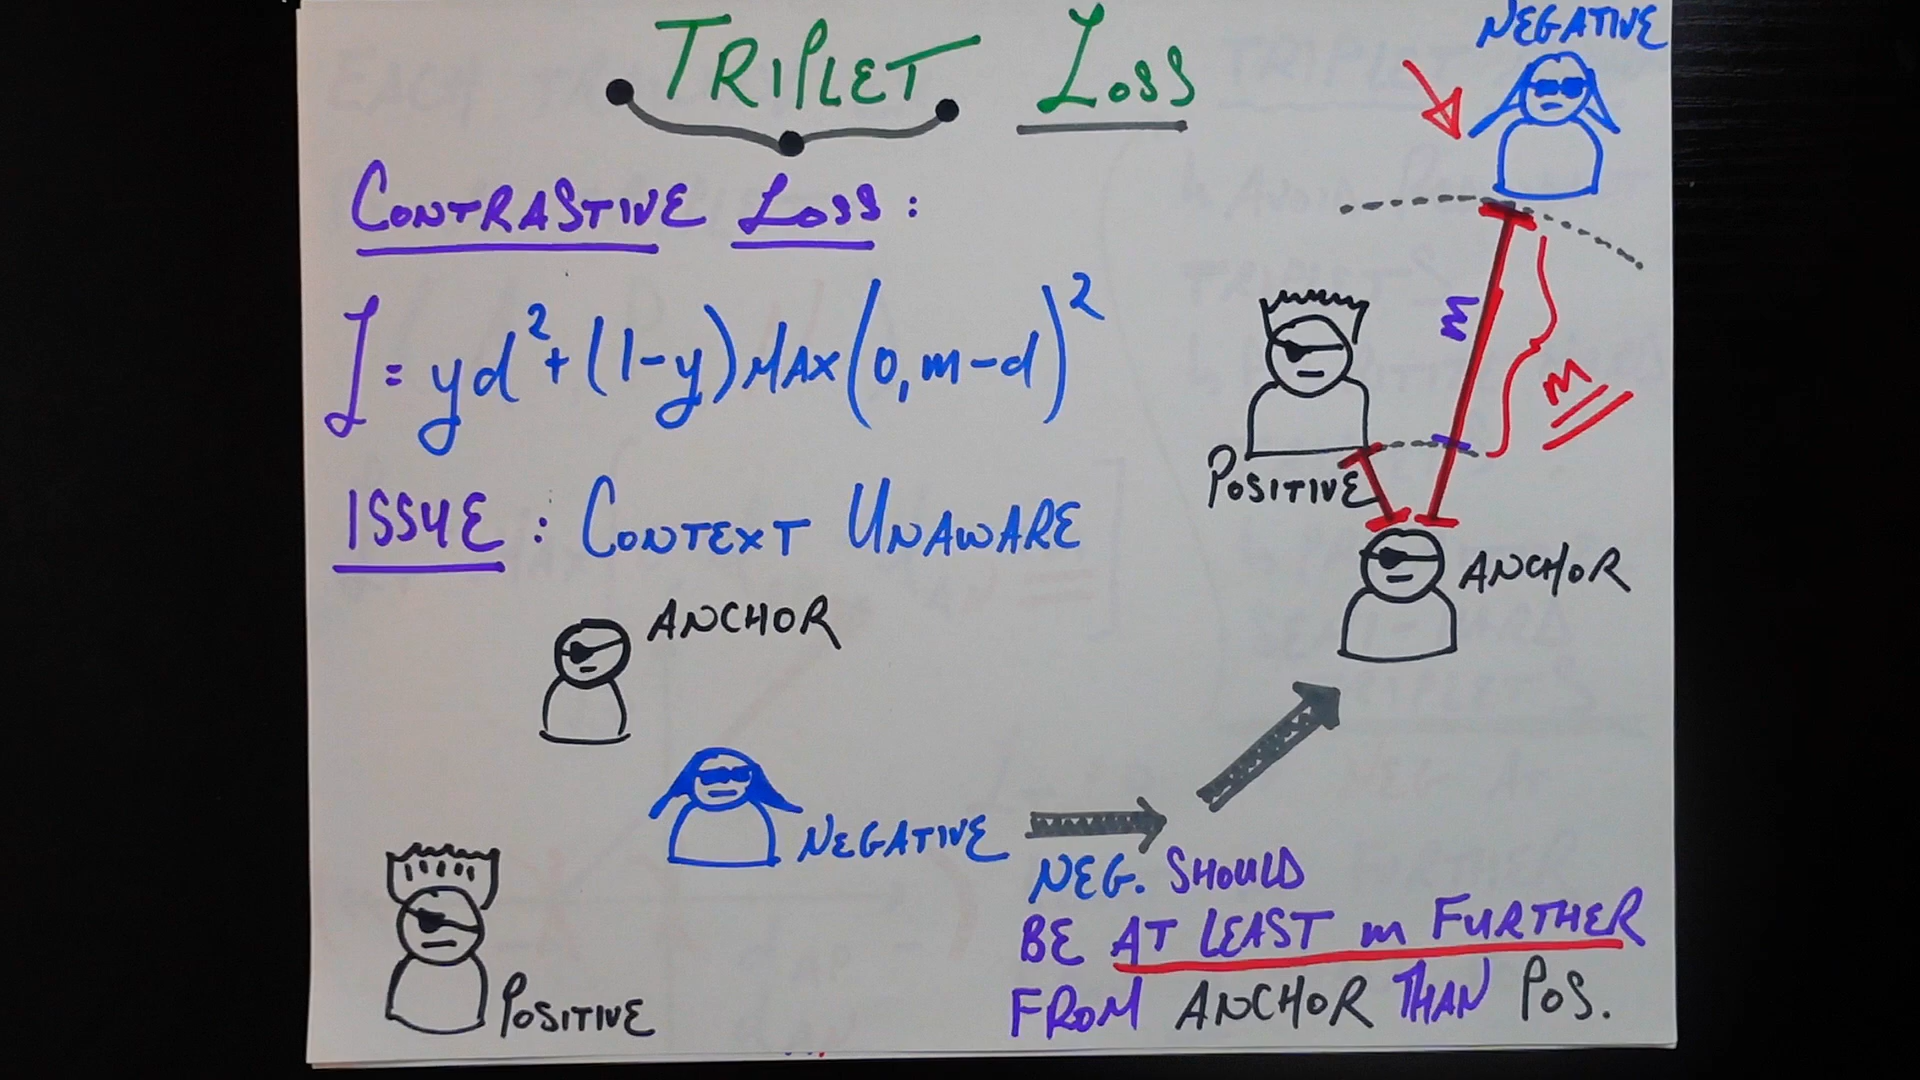 TRIPLET LOSS
CONTRASTIVE LOSS:
L = yd² + (1-y) MAX(0, m-d)²
ISSUE: CONTEXT UNAWARE
ANCHOR
NEGATIVE
POSITIVE
NEGATIVE
m
m
POSITIVE
ANCHOR
NEG. SHOULD
BE AT LEAST m FURTHER
FROM ANCHOR THAN POS.